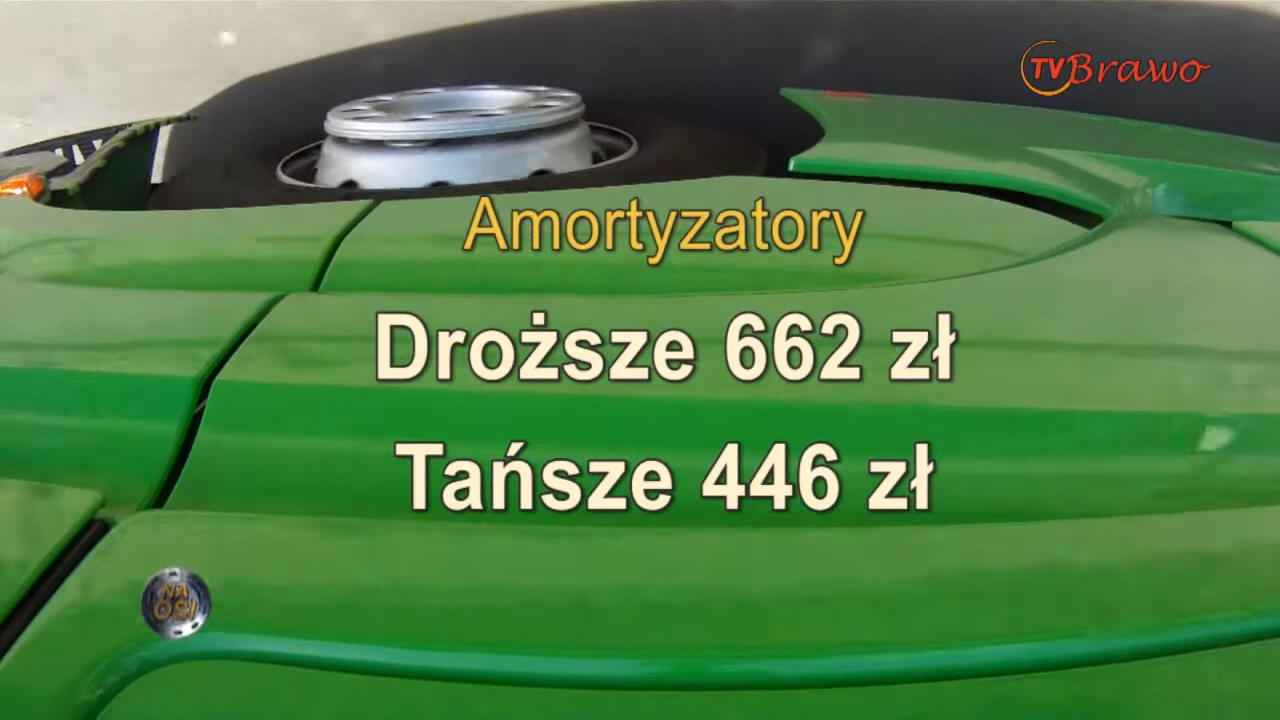 TVBrawo
Amortyzatory
Droższe 662 zł
Tańsze 446 zł
NA
OSI